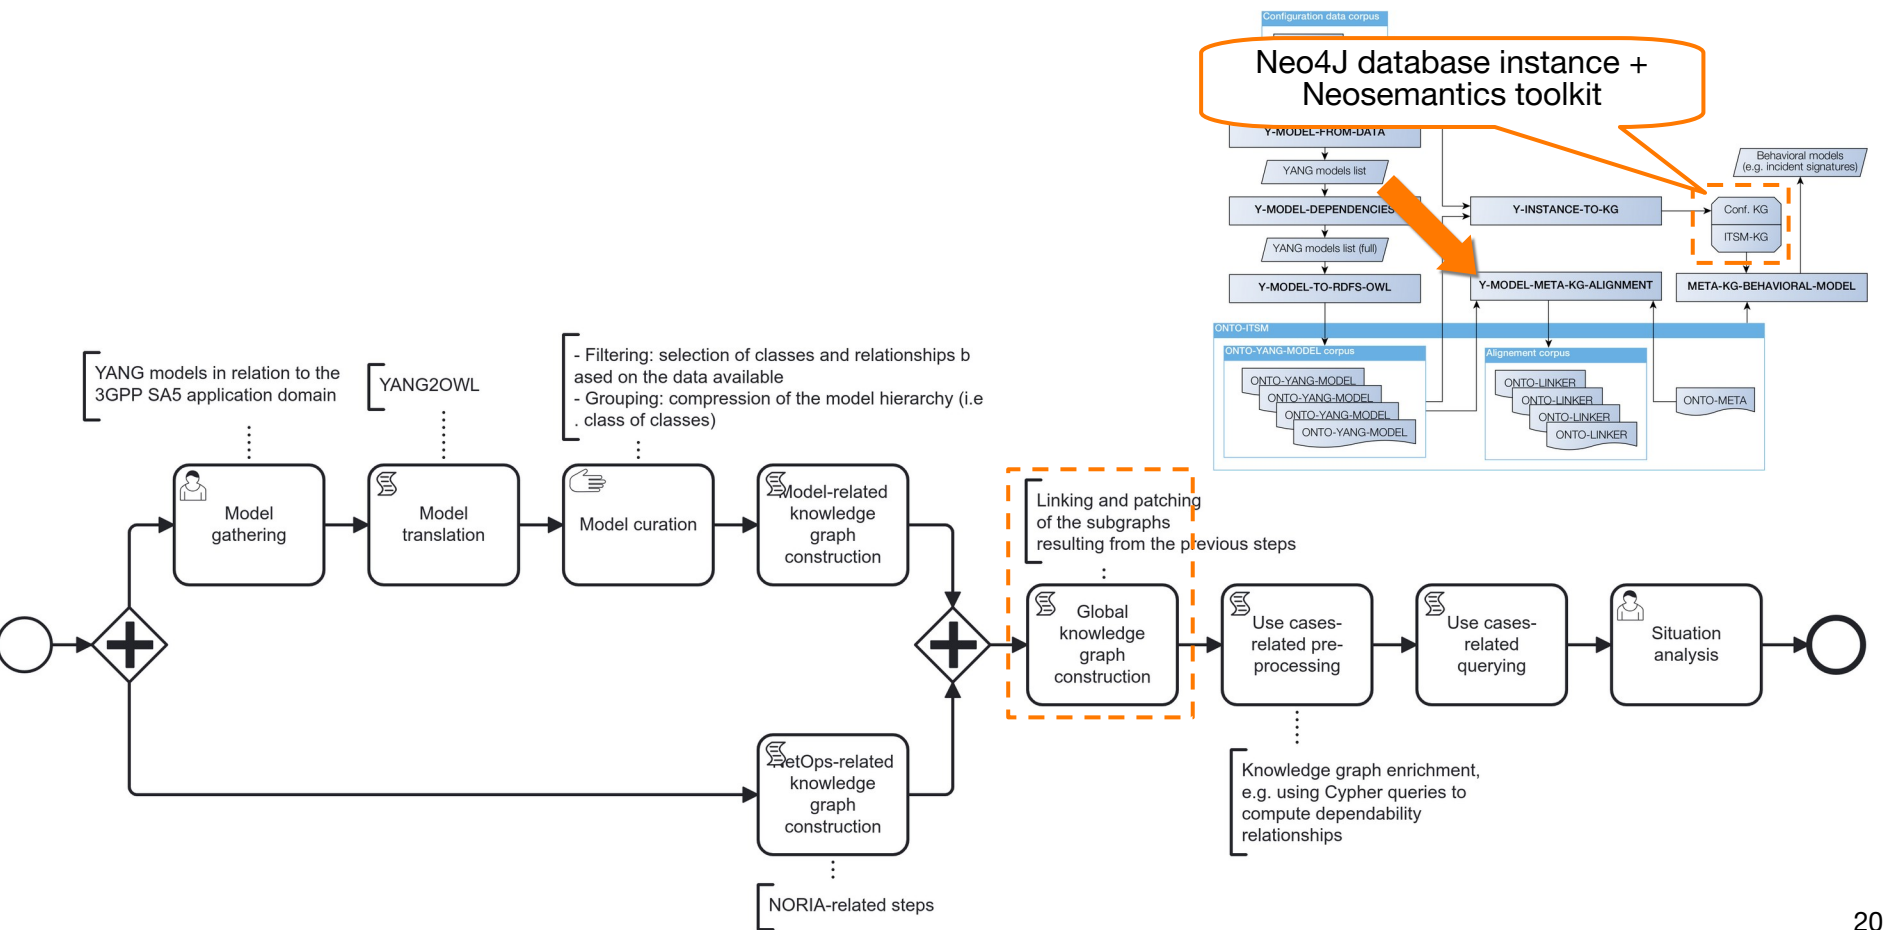 Configuration data corpus
Neo4J database instance +
Neosemantics toolkit
Y-MODEL-FROM-DATA
YANG models list
Y-MODEL-DEPENDENCIES
YANG models list (full)
Y-MODEL-TO-RDFS-OWL
Y-INSTANCE-TO-KG
Y-MODEL-META-KG-ALIGNMENT
Behavioral models
(e.g. incident signatures)
Conf. KG
ITSM-KG
META-KG-BEHAVIORAL-MODEL
ONTO-ITSM
ONTO-YANG-MODEL corpus
ONTO-YANG-MODEL
ONTO-YANG-MODEL
ONTO-YANG-MODEL
ONTO-YANG-MODEL
Alignement corpus
ONTO-LINKER
ONTO-LINKER
ONTO-LINKER
ONTO-LINKER
ONTO-META
YANG models in relation to the
3GPP SA5 application domain
YANG2OWL
- Filtering: selection of classes and relationships b
ased on the data available
- Grouping: compression of the model hierarchy (i.e
. class of classes)
Model
gathering
Model
translation
Model curation
Model-related
knowledge
graph
construction
Linking and patching
of the subgraphs
resulting from the previous steps
Global
knowledge
graph
construction
Use cases-
related pre-
processing
Use cases-
related
querying
Situation
analysis
NetOps-related
knowledge
graph
construction
Knowledge graph enrichment,
e.g. using Cypher queries to
compute dependability
relationships
NORIA-related steps
20